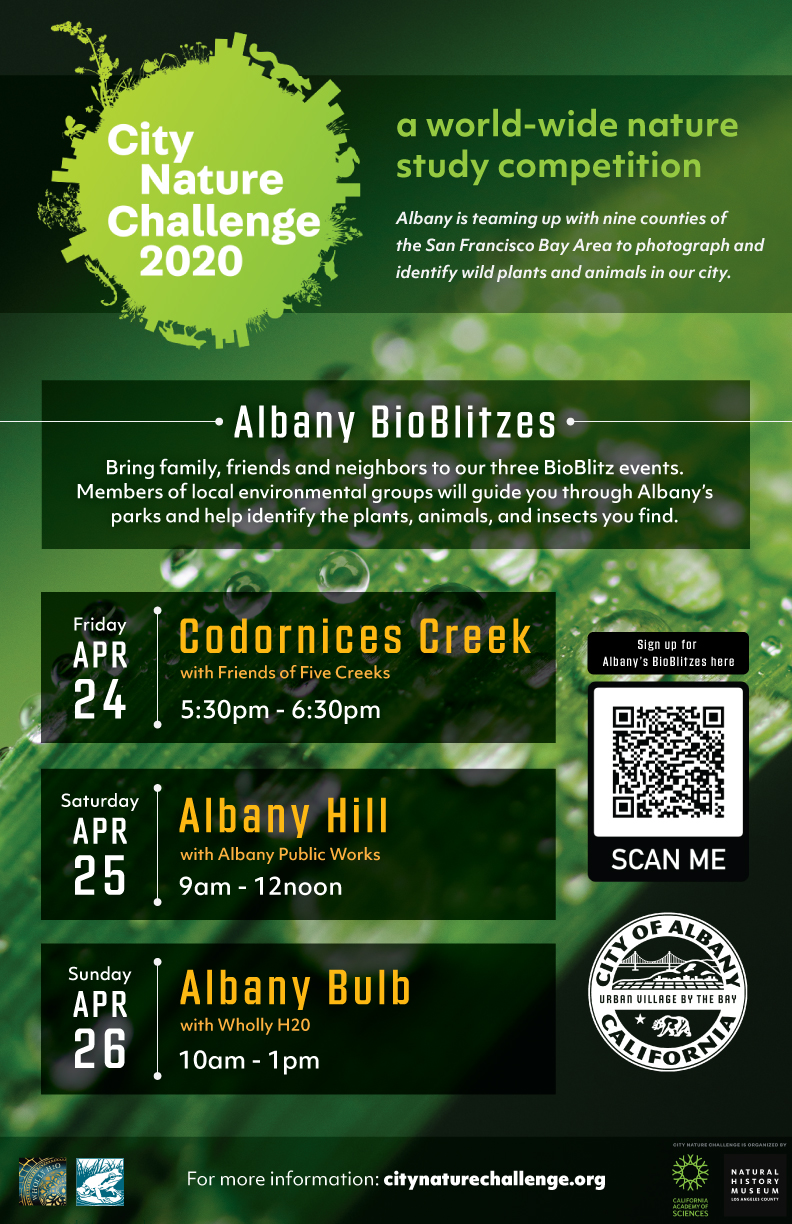 City
Nature
Challenge
2020
a world-wide nature
study competition
Albany is teaming up with nine counties of
the San Francisco Bay Area to photograph and
identify wild plants and animals in our city.
Albany BioBlitzes
Bring family, friends and neighbors to our three BioBlitz events.
Members of local environmental groups will guide you through Albany's
parks and help identify the plants, animals, and insects you find.
Friday
APR
24
Codornices Creek
with Friends of Five Creeks
5:30pm - 6:30pm
Sign up for
Albany's BioBlitzes here
SCAN ME
Saturday
APR
25
Albany Hill
with Albany Public Works
9am - 12noon
Sunday
APR
26
Albany Bulb
with Wholly H20
10am - 1pm
CITY OF ALBANY
URBAN VILLAGE BY THE BAY
CALIFORNIA
For more information: citynaturechallenge.org
CITY NATURE CHALLENGE IS ORGANIZED BY
CALIFORNIA
ACADEMY OF
SCIENCES
NATURAL
HISTORY
MUSEUM
LOS ANGELES COUNTY